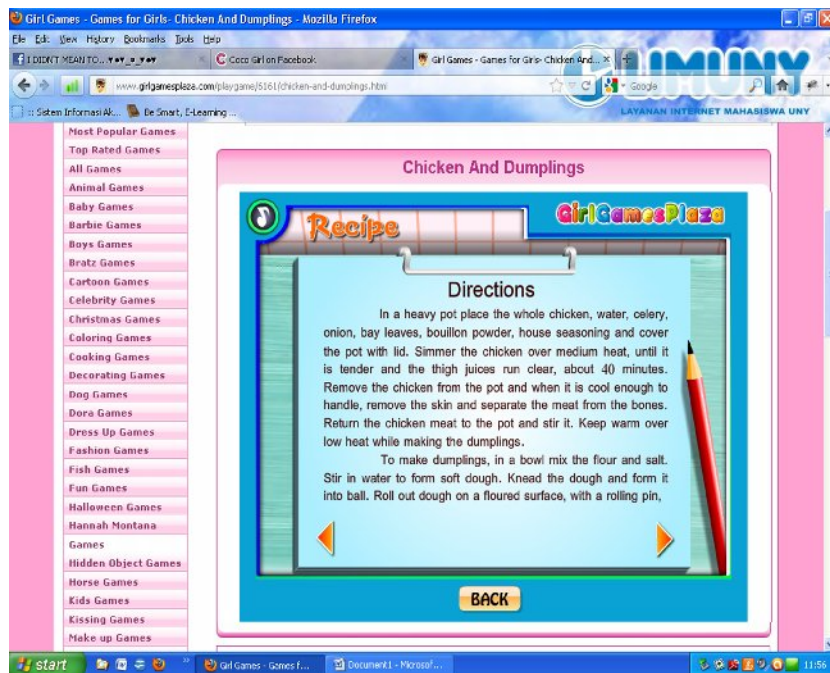 Girl Games - Games for Girls- Chicken And Dumplings - Mozilla Firefox
File Edit View History Bookmarks Tools Help
I DIDNT MEAN TO..
Coco Girl on Facebook
Girl Games - Games for Girls- Chicken And...
LIMUNY
www.girlgamesplaza.com/playgame/5161/chicken-and-dumplings.html
Google
:: Sistem Informasi Ak...
Be Smart, E-Learning ...
LAYANAN INTERNET MAHASISWA UNY
Most Popular Games
Top Rated Games
All Games
Animal Games
Baby Games
Barbie Games
Boys Games
Bratz Games
Cartoon Games
Celebrity Games
Christmas Games
Coloring Games
Cooking Games
Decorating Games
Dog Games
Dora Games
Dress Up Games
Fashion Games
Fish Games
Fun Games
Halloween Games
Hannah Montana
Games
Hidden Object Games
Horse Games
Kids Games
Kissing Games
Make up Games
Chicken And Dumplings
Recipe
GirlGamesPlaza
Directions
In a heavy pot place the whole chicken, water, celery,
onion, bay leaves, bouillon powder, house seasoning and cover
the pot with lid. Simmer the chicken over medium heat, until it
is tender and the thigh juices run clear, about 40 minutes.
Remove the chicken from the pot and when it is cool enough to
handle, remove the skin and separate the meat from the bones.
Return the chicken meat to the pot and stir it. Keep warm over
low heat while making the dumplings.
To make dumplings, in a bowl mix the flour and salt.
Stir in water to form soft dough. Knead the dough and form it
into ball. Roll out dough on a floured surface, with a rolling pin,
BACK
start
Girl Games - Games f...
Document1 - Microsof...
11:56